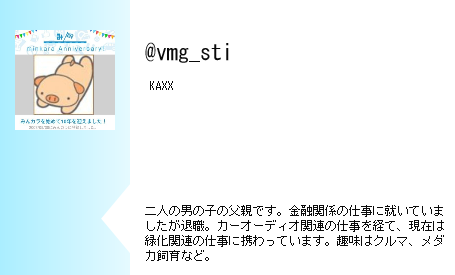 みんカラ
minkara Anniversary!
みんカラを始めて10年を迎えました！
@vmg_sti
KAXX
二人の男の子の父親です。金融関係の仕事に就いていま
したが退職。カーオーディオ関連の仕事を経て、現在は
緑化関連の仕事に携わっています。趣味はクルマ、メダ
カ飼育など。